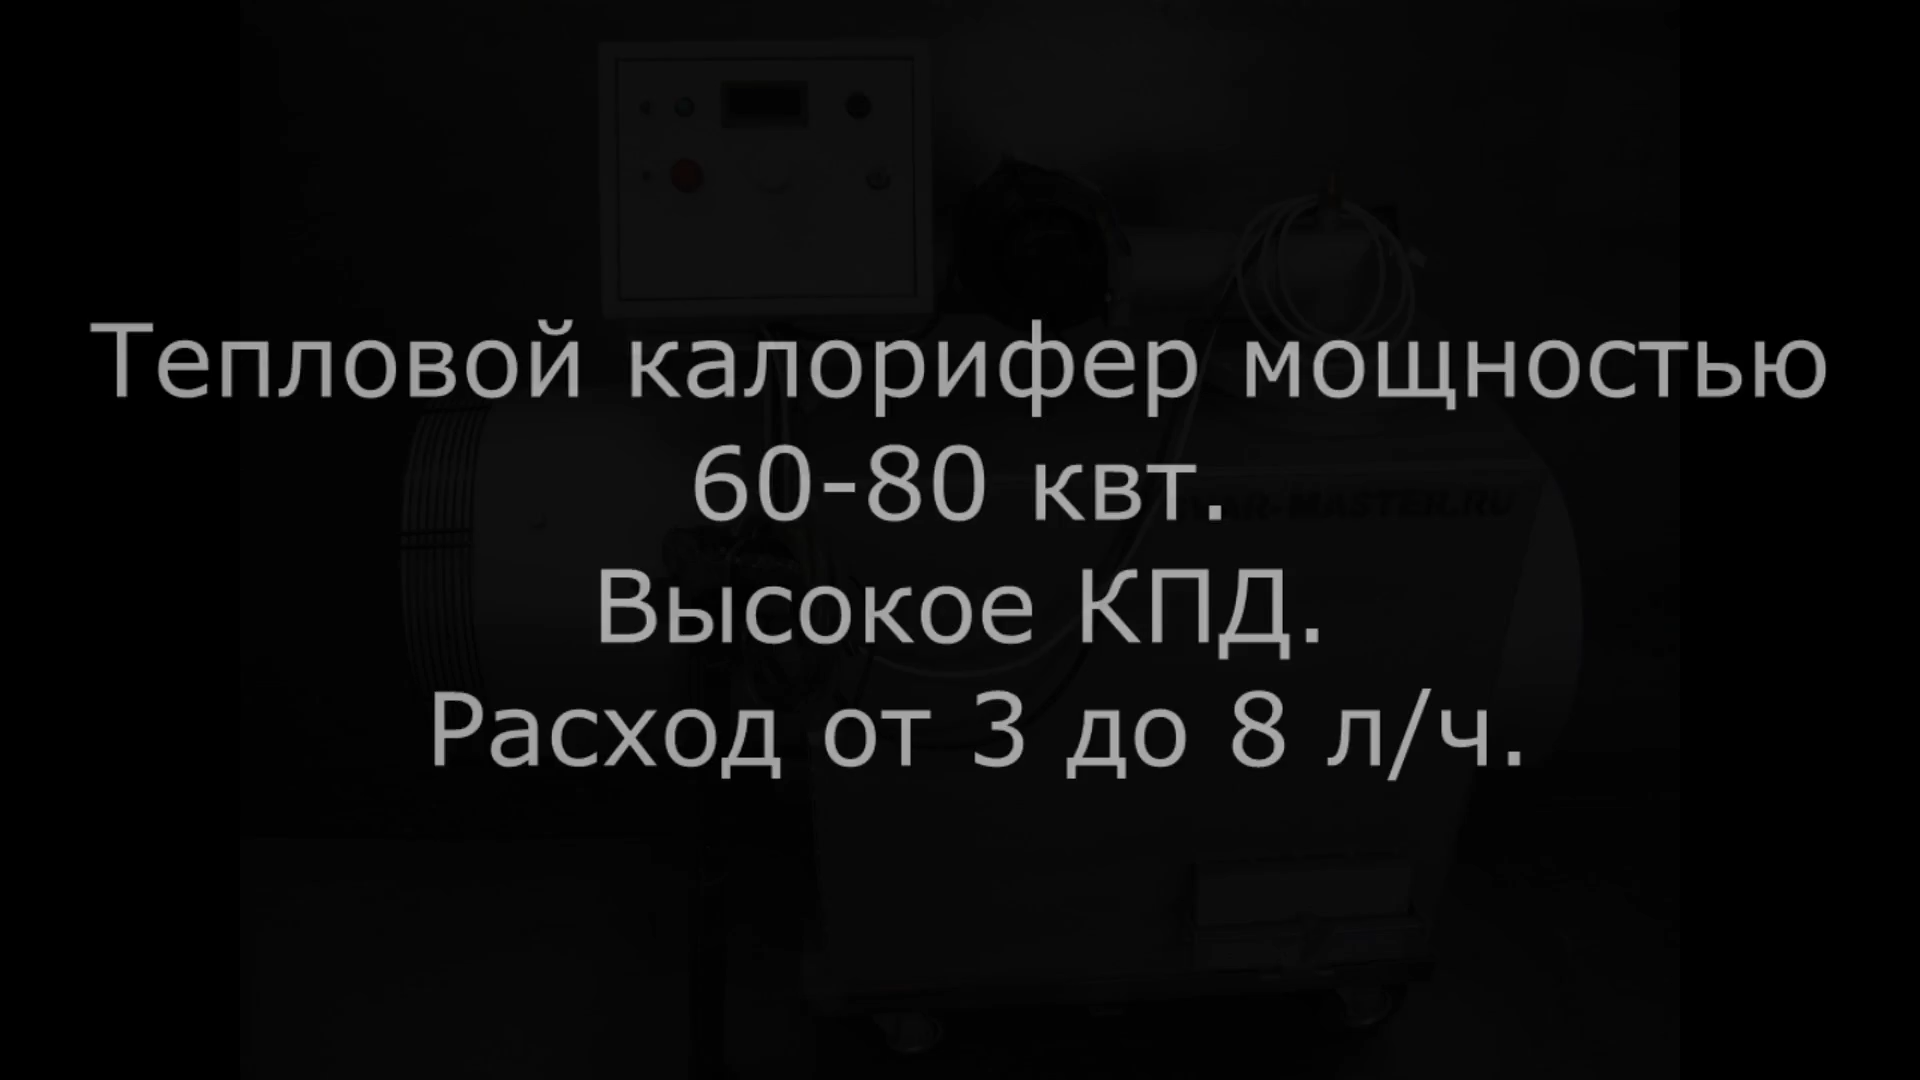 Тепловой калорифер мощностью
60-80 квт.
Высокое КПД.
Расход от 3 до 8 л/ч.